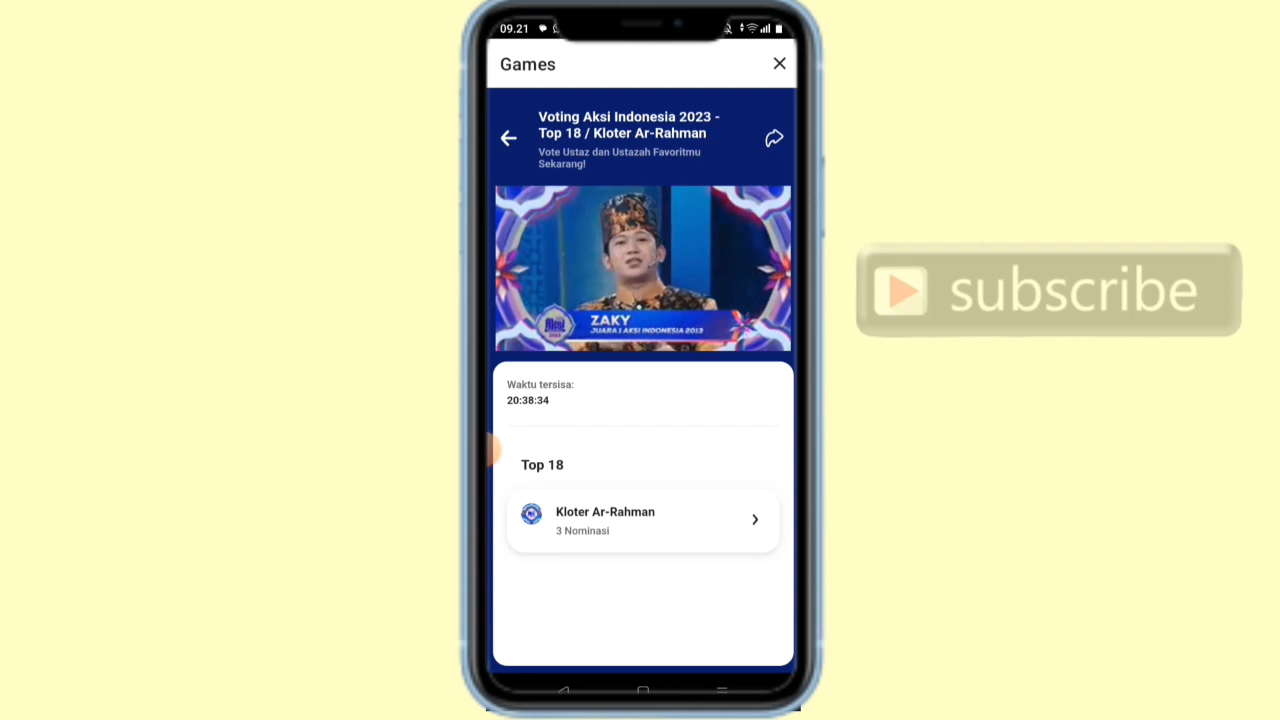 09.21
Games
Voting Aksi Indonesia 2023 -
Top 18 / Kloter Ar-Rahman
Vote Ustaz dan Ustazah Favoritmu
Sekarang!
ZAKY
JUARA 1 AKSI INDONESIA 2013
Waktu tersisa:
20:38:34
Top 18
Kloter Ar-Rahman
3 Nominasi
subscribe